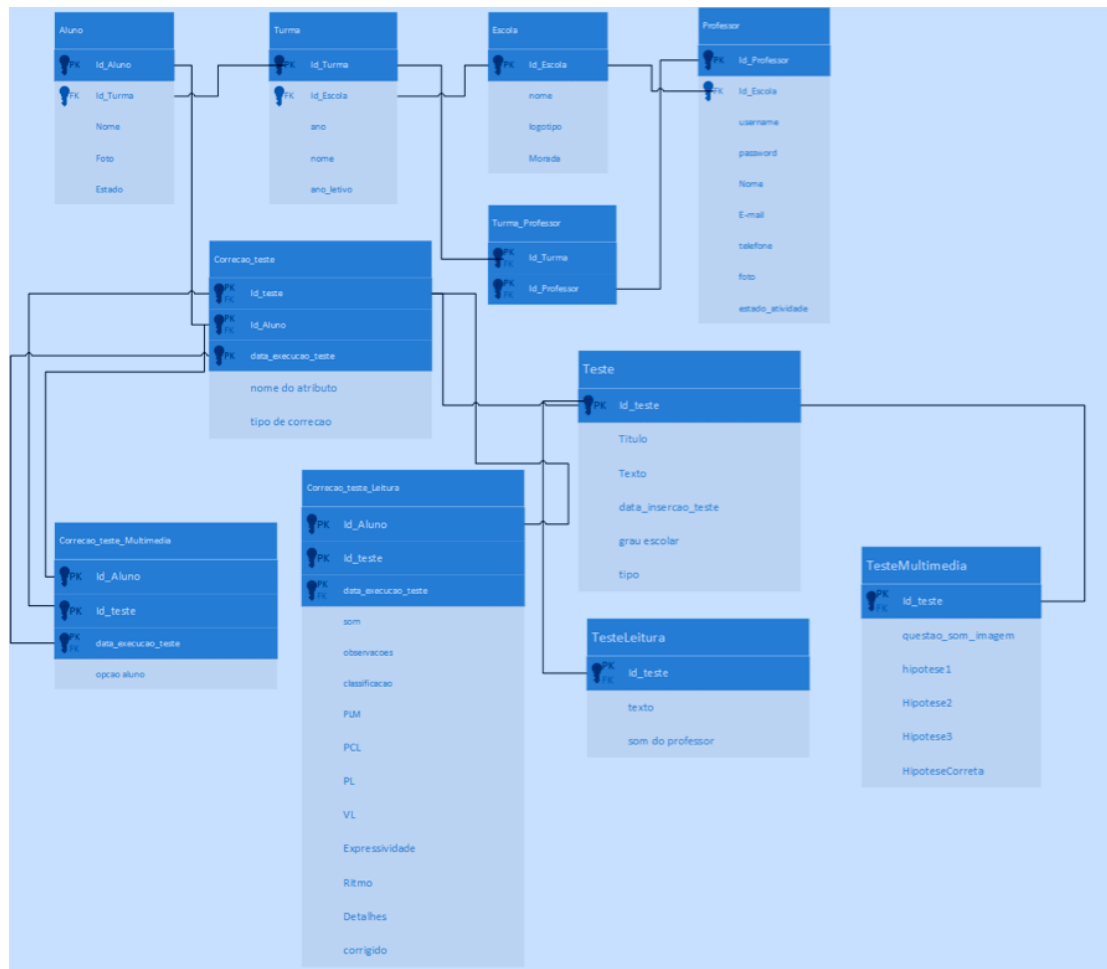 Aluno
PK Id_Aluno
FK Id_Turma
Nome
Foto
Estado
Turma
PK Id_Turma
FK Id_Escola
ano
nome
ano_letivo
Escola
PK Id_Escola
nome
logotipo
Morada
Professor
PK Id_Professor
FK Id_Escola
username
password
Nome
E-mail
telefone
foto
estado_atividade
Turma_Professor
PK
FK Id_Turma
PK
FK Id_Professor
Correcao_teste
PK
FK Id_teste
PK
FK Id_Aluno
PK data_execucao_teste
nome do atributo
tipo de correcao
Teste
PK Id_teste
Titulo
Texto
data_insercao_teste
grau escolar
tipo
Correcao_teste_Leitura
PK Id_Aluno
PK Id_teste
PK
FK data_execucao_teste
som
observacoes
classificacao
PLM
PCL
PL
VL
Expressividade
Ritmo
Detalhes
corrigido
Correcao_teste_Multimedia
PK Id_Aluno
PK Id_teste
PK
FK data_execucao_teste
opcao aluno
TesteLeitura
PK
FK Id_teste
texto
som do professor
TesteMultimedia
PK
FK Id_teste
questao_som_imagem
hipotese1
Hipotese2
Hipotese3
HipoteseCorreta